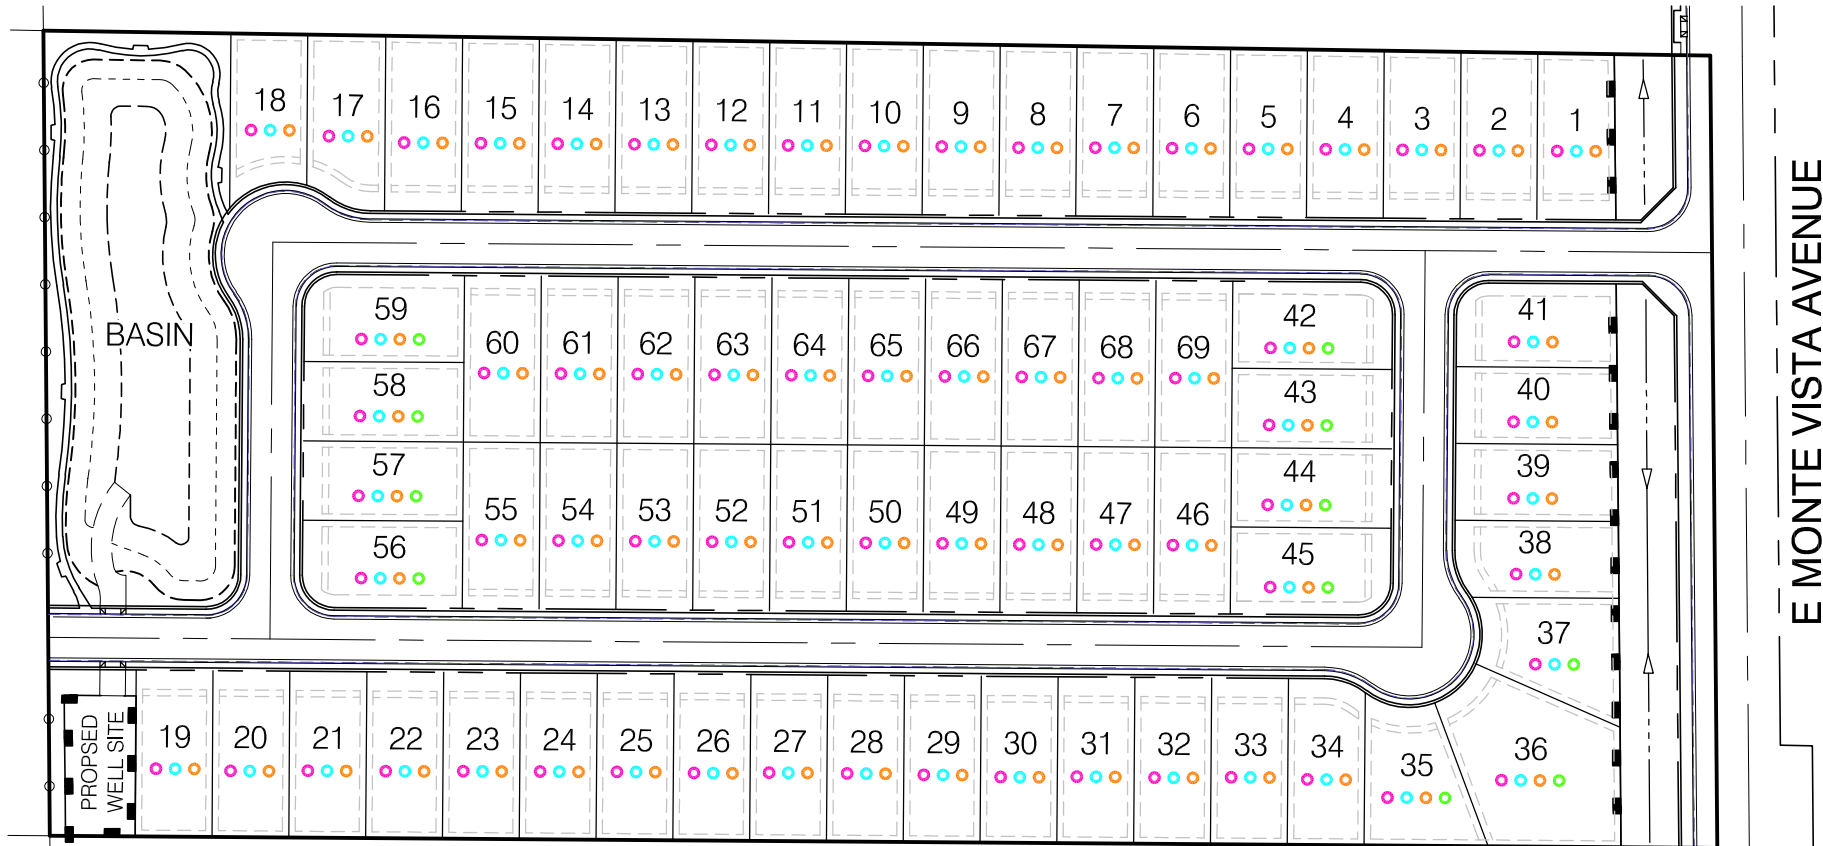 18 17 16 15 14 13 12 11 10 9 8 7 6 5 4 3 2 1
BASIN
59 60 61 62 63 64 65 66 67 68 69 42 41
58 43 40
57 55 54 53 52 51 50 49 48 47 46 44 39
56 45 38
37
PROPSED
WELL SITE
19 20 21 22 23 24 25 26 27 28 29 30 31 32 33 34 35 36
E MONTE VISTA AVENUE